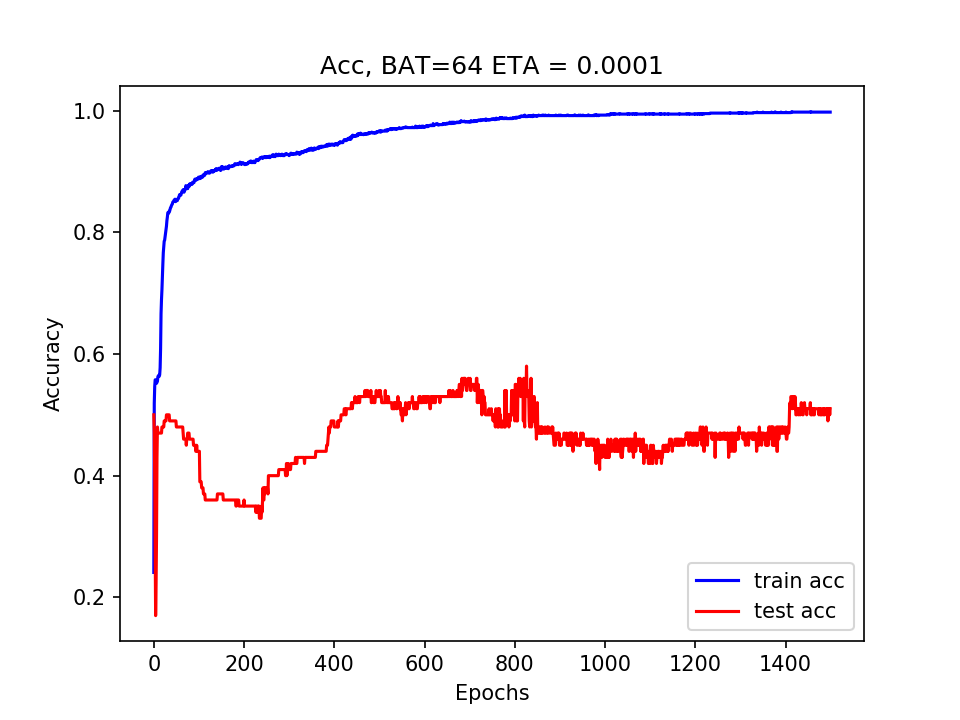 Acc, BAT=64 ETA = 0.0001
1.0
0.8
0.6
0.4
0.2
Accuracy
0 200 400 600 800 1000 1200 1400
Epochs
train acc
test acc